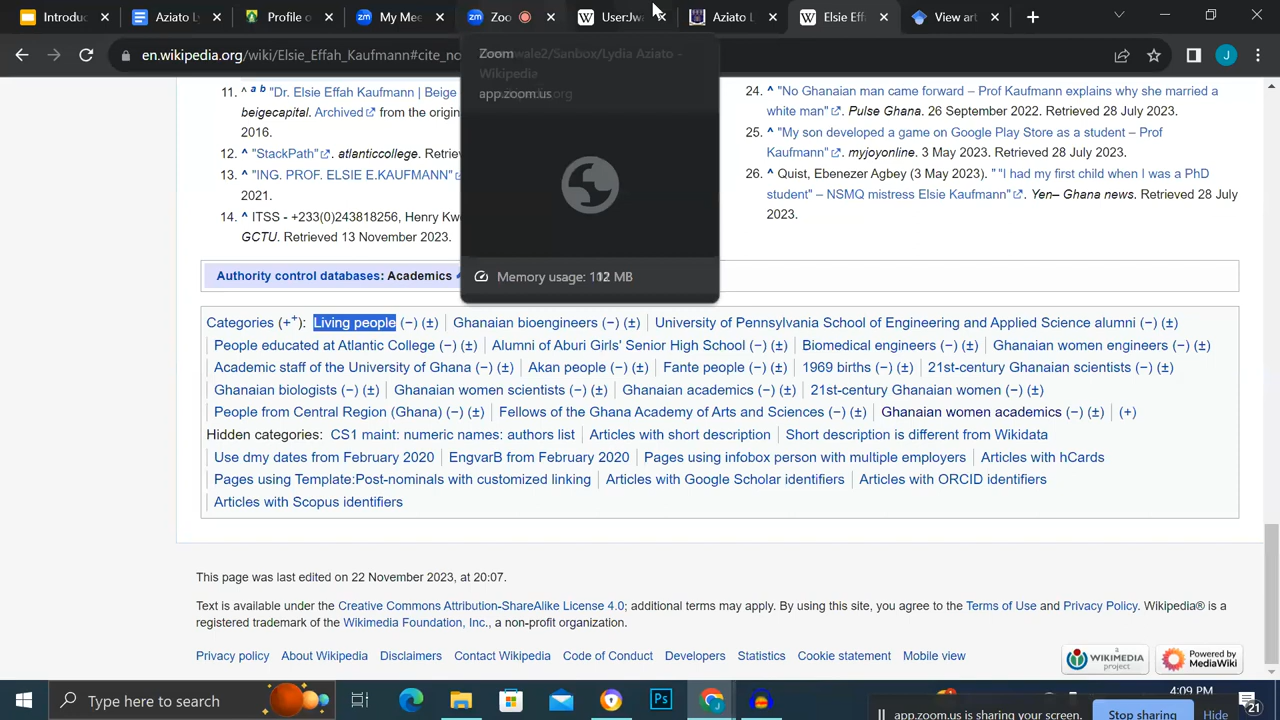 Introduc
Aziato Ly
Profile o
My Mee
Zoo
User:Jw
Aziato L
Elsie Eff
View art
en.wikipedia.org/wiki/Elsie_Effah_Kaufmann#cite_no
Zoom
wale2/Sanbox/Lydia Aziato -
Wikipedia
app.zoom.us
Memory usage: 112 MB
11. ^ a b "Dr. Elsie Effah Kaufmann | Beige
beigecapital. Archived from the origin
2016.
12. ^ "StackPath". atlanticcollege. Retriev
13. ^ "ING. PROF. ELSIE E.KAUFMANN"
2021.
14. ^ ITSS - +233(0)243818256, Henry Kw
GCTU. Retrieved 13 November 2023.
24. ^ "No Ghanaian man came forward – Prof Kaufmann explains why she married a
white man". Pulse Ghana. 26 September 2022. Retrieved 28 July 2023.
25. ^ "My son developed a game on Google Play Store as a student – Prof
Kaufmann". myjoyonline. 3 May 2023. Retrieved 28 July 2023.
26. ^ Quist, Ebenezer Agbey (3 May 2023). ""I had my first child when I was a PhD
student" – NSMQ mistress Elsie Kaufmann". Yen– Ghana news. Retrieved 28 July
2023.
Authority control databases: Academics
Categories (+⁺): Living people (−) (±) | Ghanaian bioengineers (−) (±) | University of Pennsylvania School of Engineering and Applied Science alumni (−) (±)
| People educated at Atlantic College (−) (±) | Alumni of Aburi Girls' Senior High School (−) (±) | Biomedical engineers (−) (±) | Ghanaian women engineers (−) (±)
| Academic staff of the University of Ghana (−) (±) | Akan people (−) (±) | Fante people (−) (±) | 1969 births (−) (±) | 21st-century Ghanaian scientists (−) (±)
| Ghanaian biologists (−) (±) | Ghanaian women scientists (−) (±) | Ghanaian academics (−) (±) | 21st-century Ghanaian women (−) (±)
| People from Central Region (Ghana) (−) (±) | Fellows of the Ghana Academy of Arts and Sciences (−) (±) | Ghanaian women academics (−) (±) | (+)
Hidden categories: CS1 maint: numeric names: authors list | Articles with short description | Short description is different from Wikidata
| Use dmy dates from February 2020 | EngvarB from February 2020 | Pages using infobox person with multiple employers | Articles with hCards
| Pages using Template:Post-nominals with customized linking | Articles with Google Scholar identifiers | Articles with ORCID identifiers
| Articles with Scopus identifiers
This page was last edited on 22 November 2023, at 20:07.
Text is available under the Creative Commons Attribution-ShareAlike License 4.0; additional terms may apply. By using this site, you agree to the Terms of Use and Privacy Policy. Wikipedia® is a
registered trademark of the Wikimedia Foundation, Inc., a non-profit organization.
Privacy policy About Wikipedia Disclaimers Contact Wikipedia Code of Conduct Developers Statistics Cookie statement Mobile view
a WIKIMEDIA project
Powered by MediaWiki
Type here to search
4:09 PM
app.zoom.us is sharing your screen.
Stop sharing
Hide
21
J
Ps